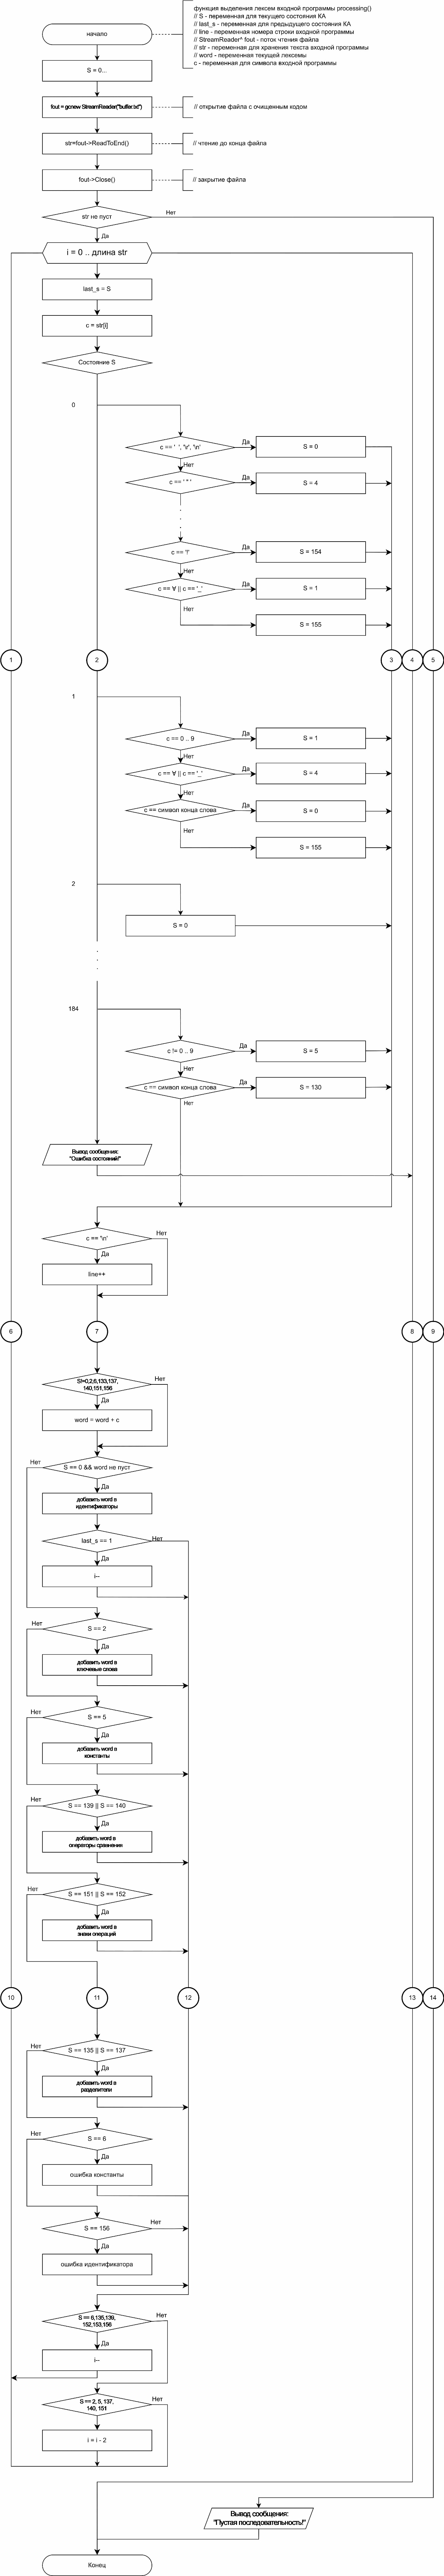 начало
функция выделения лексем входной программы processing()
// S - переменная для текущего состояния КА
// last_s - переменная для предыдущего состояния КА
// line - переменная номера строки входной программы
// StreamReader^ fout - поток чтения файла
// str - переменная для хранения текста входной программы
// word - переменная текущей лексемы
с - переменная для символа входной программы
S = 0...
fout = gcnew StreamReader("buffer.txt")
// открытие файла с очищенным кодом
str=fout->ReadToEnd()
// чтение до конца файла
fout->Close()
// закрытие файла
str не пуст
Нет
Да
i = 0 .. длина str
last_s = S
c = str[i]
Состояние S
0
c == ' ', '\r', '\n'
Да
S = 0
Нет
c == ' * '
Да
S = 4
.
.
.
c == '!'
Да
S = 154
Нет
c == ∀ || c == '_'
Да
S = 1
Нет
S = 155
1
2
3
4
5
1
c == 0 .. 9
Да
S = 1
Нет
c == ∀ || c == '_'
Да
S = 4
Нет
c == символ конца слова
Да
S = 0
Нет
S = 155
2
S = 0
.
.
.
184
c != 0 .. 9
Да
S = 5
Нет
c == символ конца слова
Да
S = 130
Нет
Вывод сообщения:
"Ошибка состояний!"
c == '\n'
Нет
Да
line++
6
7
8
9
S!=0,2,6,133,137,
140,151,156
Нет
Да
word = word + c
S == 0 && word не пуст
Нет
Да
добавить word в
идентификаторы
last_s == 1
Нет
Да
i--
S == 2
Нет
Да
добавить word в
ключевые слова
S == 5
Нет
Да
добавить word в
константы
S == 139 || S == 140
Нет
Да
добавить word в
операторы сравнения
S == 151 || S == 152
Нет
Да
добавить word в
знаки операций
10
11
12
13
14
S == 135 || S == 137
Нет
Да
добавить word в
разделители
S == 6
Нет
Да
ошибка константы
S == 156
Нет
Да
ошибка идентификатора
S == 6,135,139,
152,153,156
Нет
Да
i--
S == 2, 5, 137,
140, 151
Нет
Да
i = i - 2
Вывод сообщения:
"Пустая последовательность!"
Конец